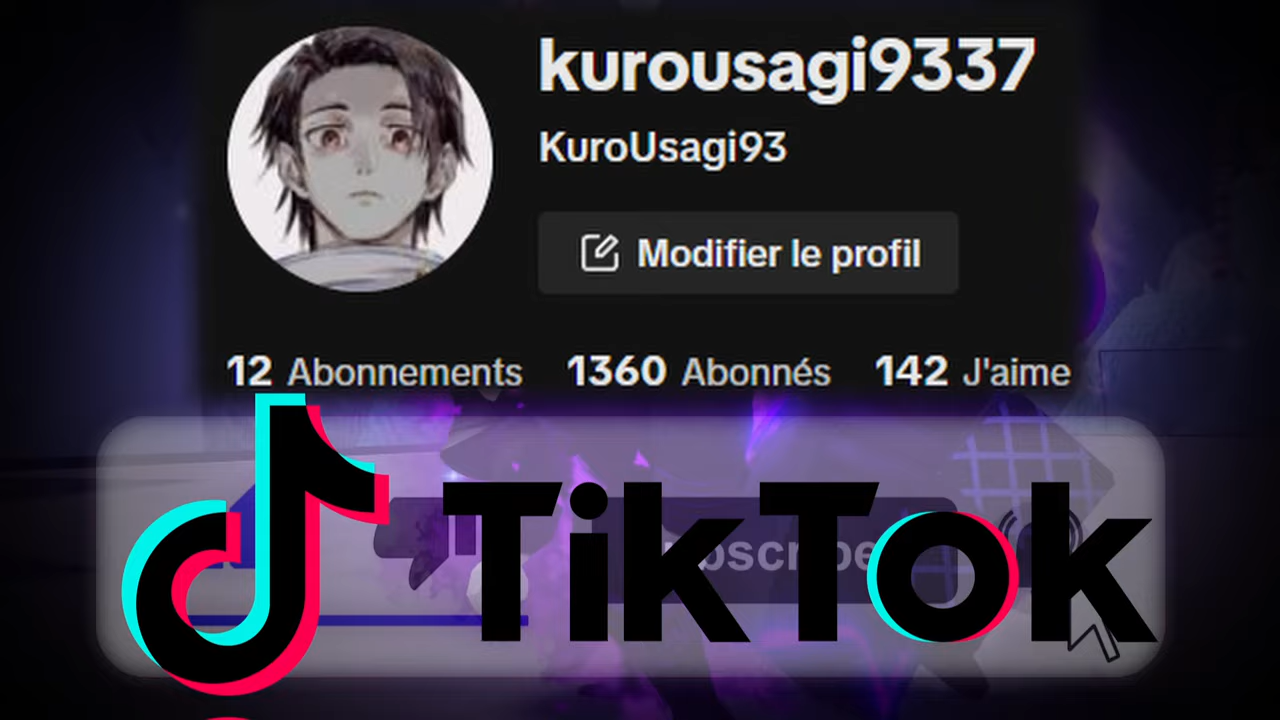 kurousagi9337
KuroUsagi93
Modifier le profil
12 Abonnements 1360 Abonnés 142 J'aime
TikTok